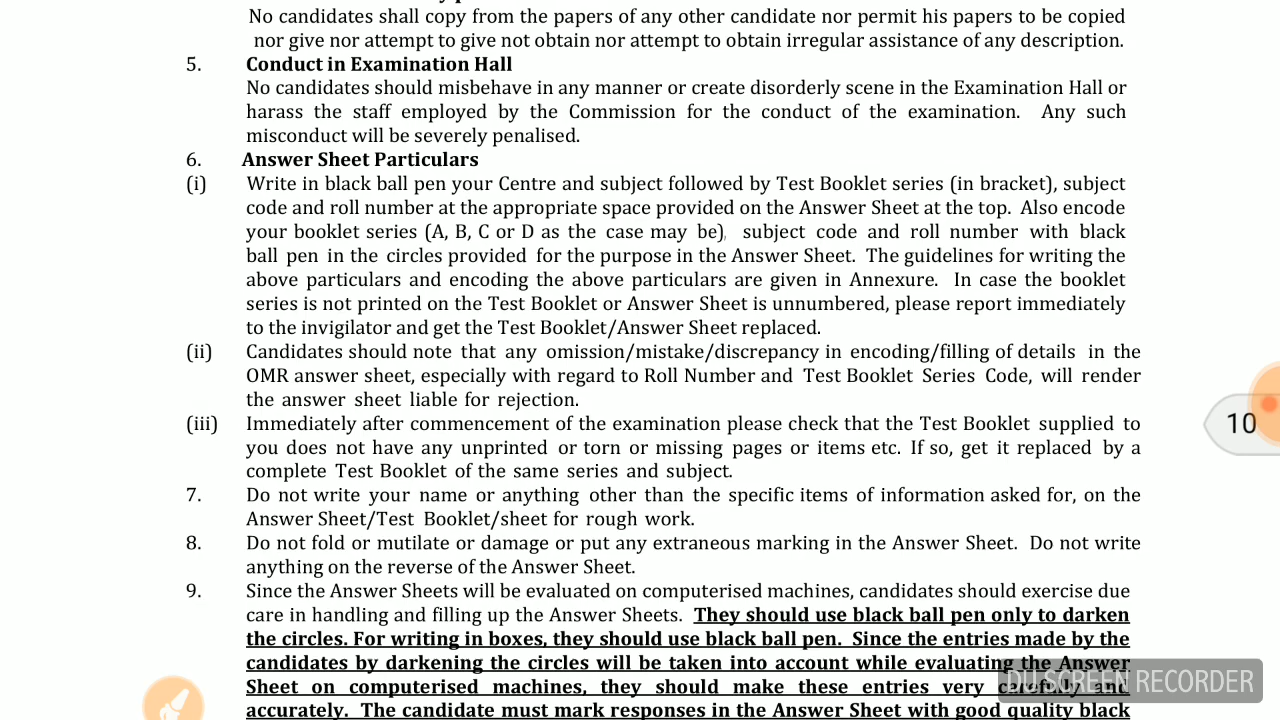 No candidates shall copy from the papers of any other candidate nor permit his papers to be copied
nor give nor attempt to give not obtain nor attempt to obtain irregular assistance of any description.
5. Conduct in Examination Hall
No candidates should misbehave in any manner or create disorderly scene in the Examination Hall or
harass the staff employed by the Commission for the conduct of the examination. Any such
misconduct will be severely penalised.
6. Answer Sheet Particulars
(i) Write in black ball pen your Centre and subject followed by Test Booklet series (in bracket), subject
code and roll number at the appropriate space provided on the Answer Sheet at the top. Also encode
your booklet series (A, B, C or D as the case may be), subject code and roll number with black
ball pen in the circles provided for the purpose in the Answer Sheet. The guidelines for writing the
above particulars and encoding the above particulars are given in Annexure. In case the booklet
series is not printed on the Test Booklet or Answer Sheet is unnumbered, please report immediately
to the invigilator and get the Test Booklet/Answer Sheet replaced.
(ii) Candidates should note that any omission/mistake/discrepancy in encoding/filling of details in the
OMR answer sheet, especially with regard to Roll Number and Test Booklet Series Code, will render
the answer sheet liable for rejection.
(iii) Immediately after commencement of the examination please check that the Test Booklet supplied to
you does not have any unprinted or torn or missing pages or items etc. If so, get it replaced by a
complete Test Booklet of the same series and subject.
7. Do not write your name or anything other than the specific items of information asked for, on the
Answer Sheet/Test Booklet/sheet for rough work.
8. Do not fold or mutilate or damage or put any extraneous marking in the Answer Sheet. Do not write
anything on the reverse of the Answer Sheet.
9. Since the Answer Sheets will be evaluated on computerised machines, candidates should exercise due
care in handling and filling up the Answer Sheets. They should use black ball pen only to darken
the circles. For writing in boxes, they should use black ball pen. Since the entries made by the
candidates by darkening the circles will be taken into account while evaluating the Answer
Sheet on computerised machines, they should make these entries very carefully and
accurately. The candidate must mark responses in the Answer Sheet with good quality black
10
DU SCREEN RECORDER